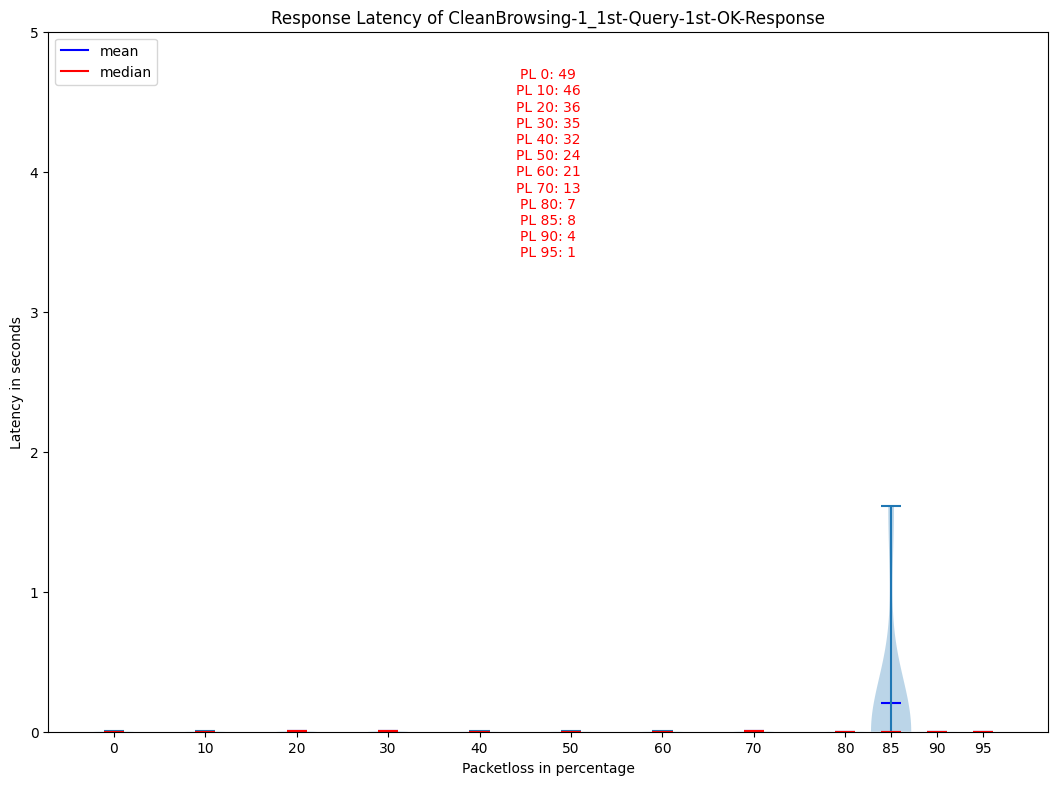 Response Latency of CleanBrowsing-1_1st-Query-1st-OK-Response
mean
median
PL 0: 49
PL 10: 46
PL 20: 36
PL 30: 35
PL 40: 32
PL 50: 24
PL 60: 21
PL 70: 13
PL 80: 7
PL 85: 8
PL 90: 4
PL 95: 1
Latency in seconds
5
4
3
2
1
0
0 10 20 30 40 50 60 70 80 85 90 95
Packetloss in percentage